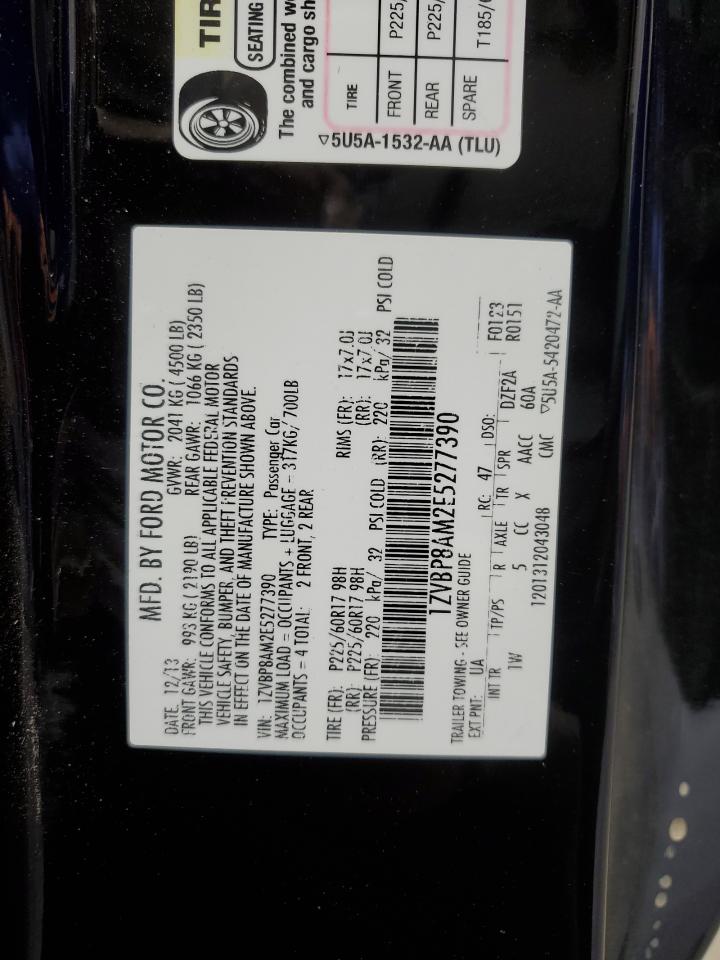 TIR
SEATING
The combined w
and cargo sh
TIRE
FRONT P225/
REAR P225/
SPARE T185/
▽5U5A-1532-AA (TLU)
MFD. BY FORD MOTOR CO.
DATE 12/13 GVWR: 2041 KG ( 4500 LB)
FRONT GAWR: 993 KG ( 2190 LB) REAR GAWR: 1066 KG ( 2350 LB)
THIS VEHICLE CONFORMS TO ALL APPLICABLE FEDERAL MOTOR
VEHICLE SAFETY, BUMPER, AND THEFT PREVENTION STANDARDS
IN EFFECT ON THE DATE OF MANUFACTURE SHOWN ABOVE.
VIN: 1ZVBP8AM2E5277390 TYPE: Passenger Car
MAXIMUM LOAD = OCCUPANTS + LUGGAGE = 317KG/ 700LB
OCCUPANTS = 4 TOTAL: 2 FRONT, 2 REAR
TIRE (FR): P225/60R17 98H RIMS (FR): 17x7.0J
(RR): P225/60R17 98H (RR): 17x7.0J
PRESSURE (FR): 220 kPa/ 32 PSI COLD (RR): 220 kPa/ 32 PSI COLD
1ZVBP8AM2E5277390
TRAILER TOWING - SEE OWNER GUIDE
EXT PNT: UA RC: 47 DSO:
INT TR TP/PS R AXLE TR SPR DZF2A F0123
1W 5 CC X AACC 60A R0151
12013120430​48 CMC ▽5U5A-5420472-AA